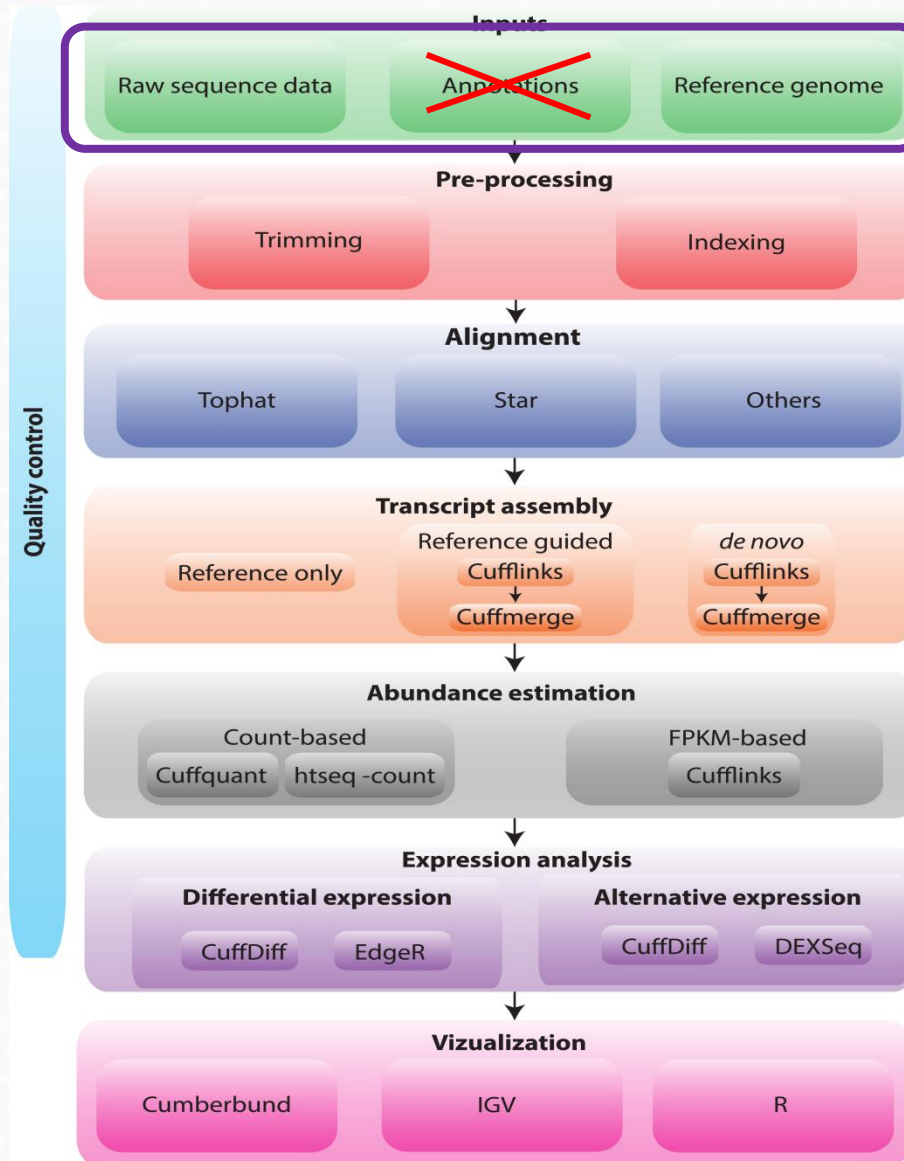 Inputs
Raw sequence data
Annotations
Reference genome
Quality control
Pre-processing
Trimming
Indexing
Alignment
Tophat
Star
Others
Transcript assembly
Reference only
Reference guided
Cufflinks
Cuffmerge
de novo
Cufflinks
Cuffmerge
Abundance estimation
Count-based
Cuffquant
htseq -count
FPKM-based
Cufflinks
Expression analysis
Differential expression
CuffDiff
EdgeR
Alternative expression
CuffDiff
DEXSeq
Vizualization
Cumberbund
IGV
R